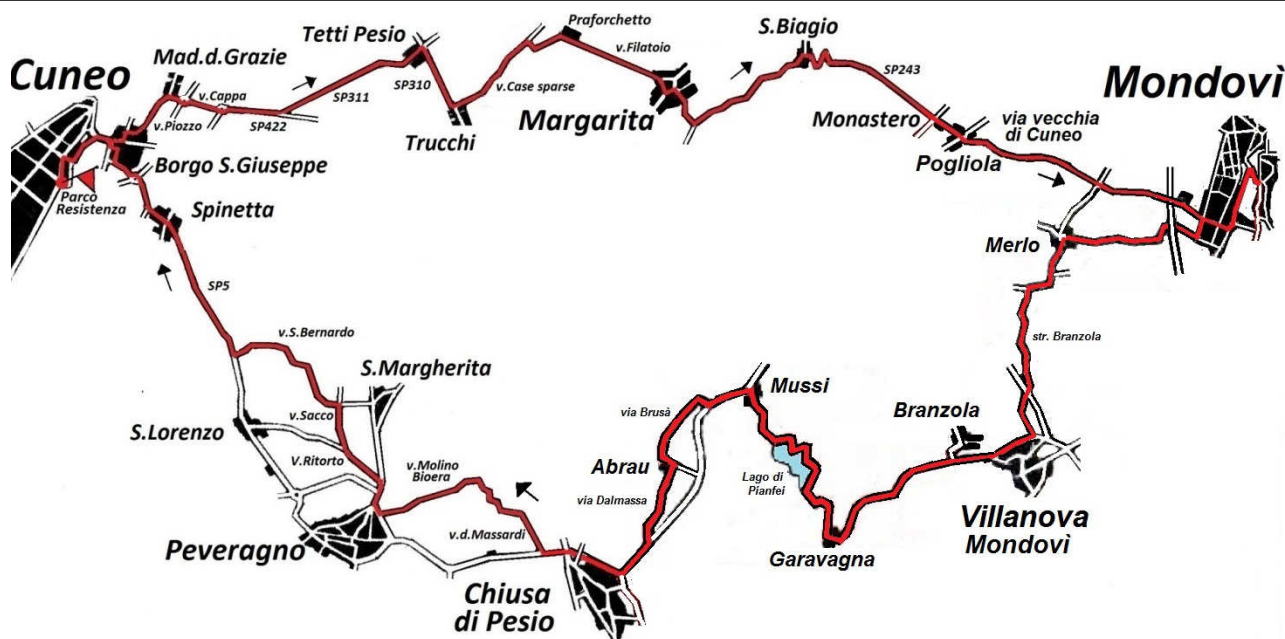 Cuneo
Mad.d.Grazie
v.Cappa
v.Piozzo
SP422
SP311
Tetti Pesio
SP310
Trucchi
v.Case sparse
Praforchetto
v.Filatoio
Margarita
S.Biagio
SP243
Monastero
Pogliola
via vecchia
di Cuneo
Mondovì
Borgo S.Giuseppe
Parco
Resistenza
Spinetta
SP5
v.S.Bernardo
S.Margherita
v.Sacco
S.Lorenzo
V.Ritorto
v.Molino
Bioera
Peveragno
v.d.Massardi
Chiusa
di Pesio
via Brusà
Abrau
via Dalmassa
Mussi
Lago di
Pianfei
Garavagna
Branzola
Villanova
Mondovì
str. Branzola
Merlo